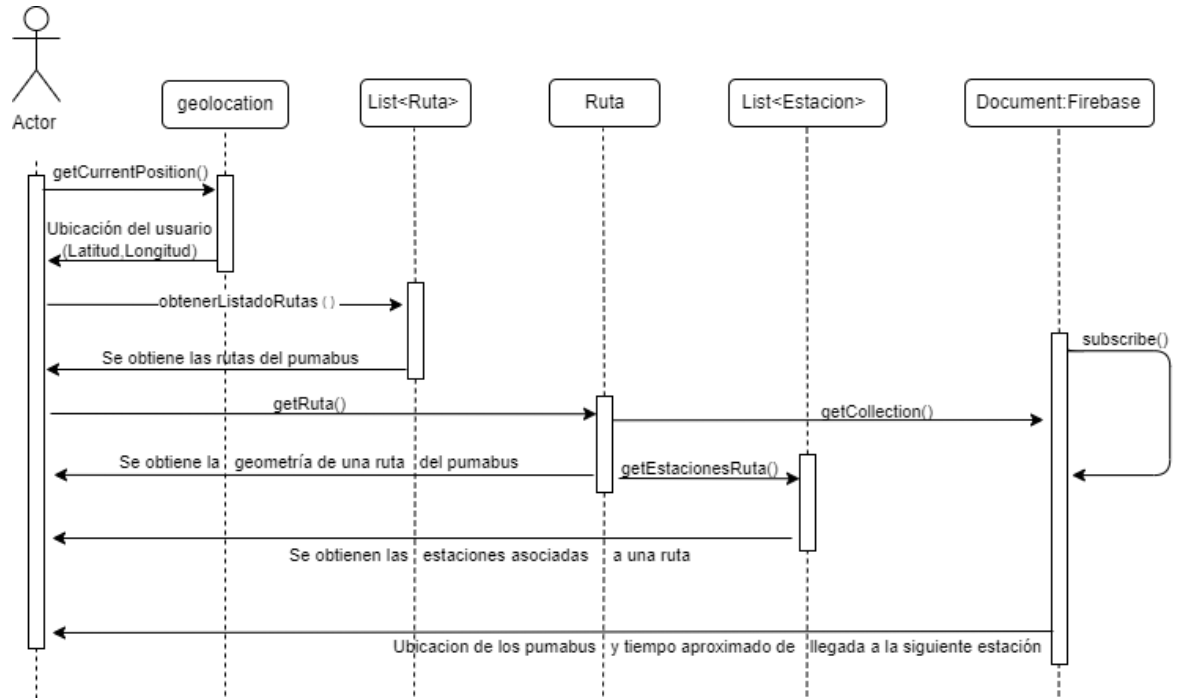 Actor
geolocation
List<Ruta>
Ruta
List<Estacion>
Document:Firebase
getCurrentPosition()
Ubicación del usuario
(Latitud,Longitud)
obtenerListadoRutas ( )
subscribe()
Se obtiene las rutas del pumabus
getRuta()
getCollection()
Se obtiene la geometría de una ruta del pumabus
getEstacionesRuta()
Se obtienen las estaciones asociadas a una ruta
Ubicacion de los pumabus y tiempo aproximado de llegada a la siguiente estación